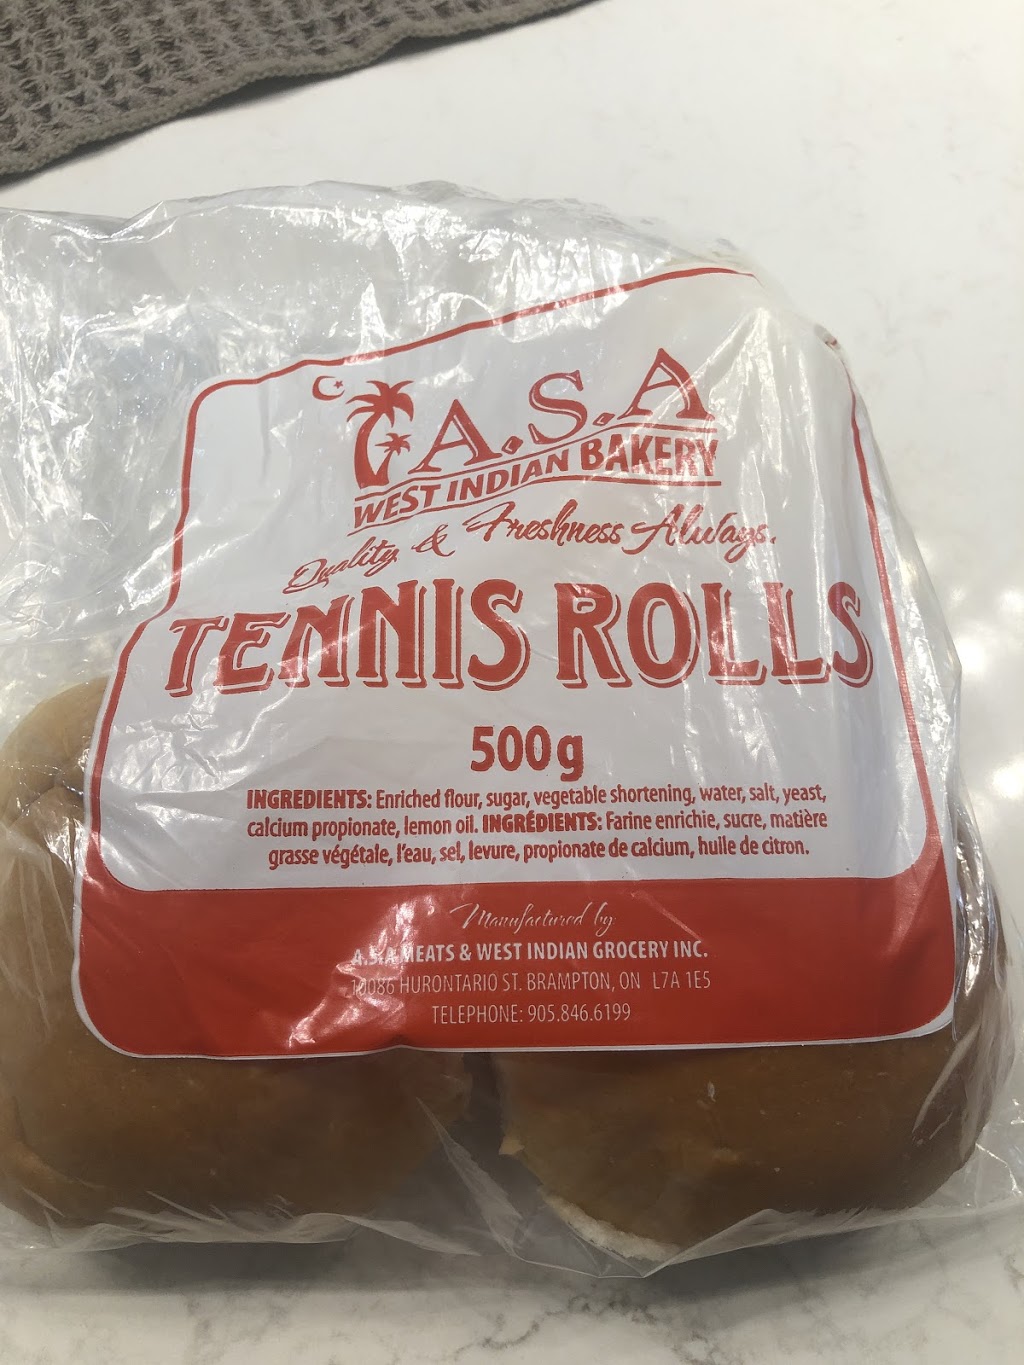 A.S.A
WEST INDIAN BAKERY
Quality & Freshness Always.
TENNIS ROLLS
500g
INGREDIENTS: Enriched flour, sugar, vegetable shortening, water, salt, yeast,
calcium propionate, lemon oil. INGRÉDIENTS: Farine enrichie, sucre, matière
grasse végétale, l'eau, sel, levure, propionate de calcium, huile de citron.
Manufactured by
A.S.A MEATS & WEST INDIAN GROCERY INC.
10086 HURONTARIO ST. BRAMPTON, ON L7A 1E5
TELEPHONE: 905.846.6199